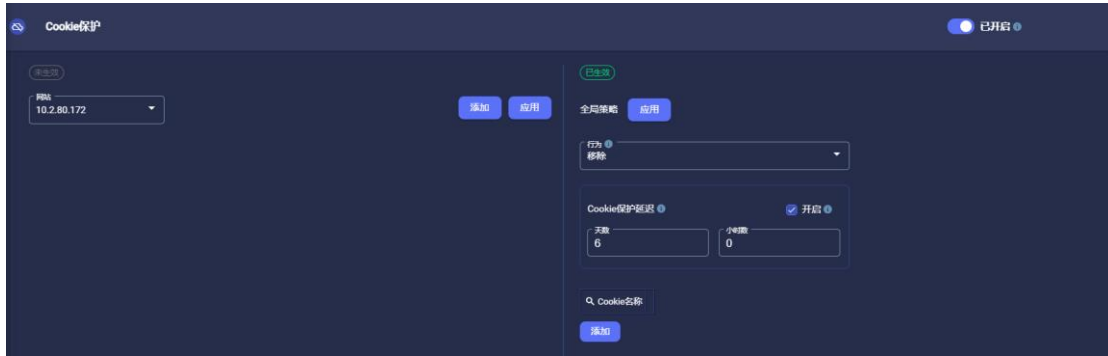 Cookie保护
已开启
未生效
网站
10.2.80.172
添加
应用
已生效
全局策略
应用
行为
移除
Cookie保护延迟
开启
天数
6
小时数
0
Cookie名称
添加